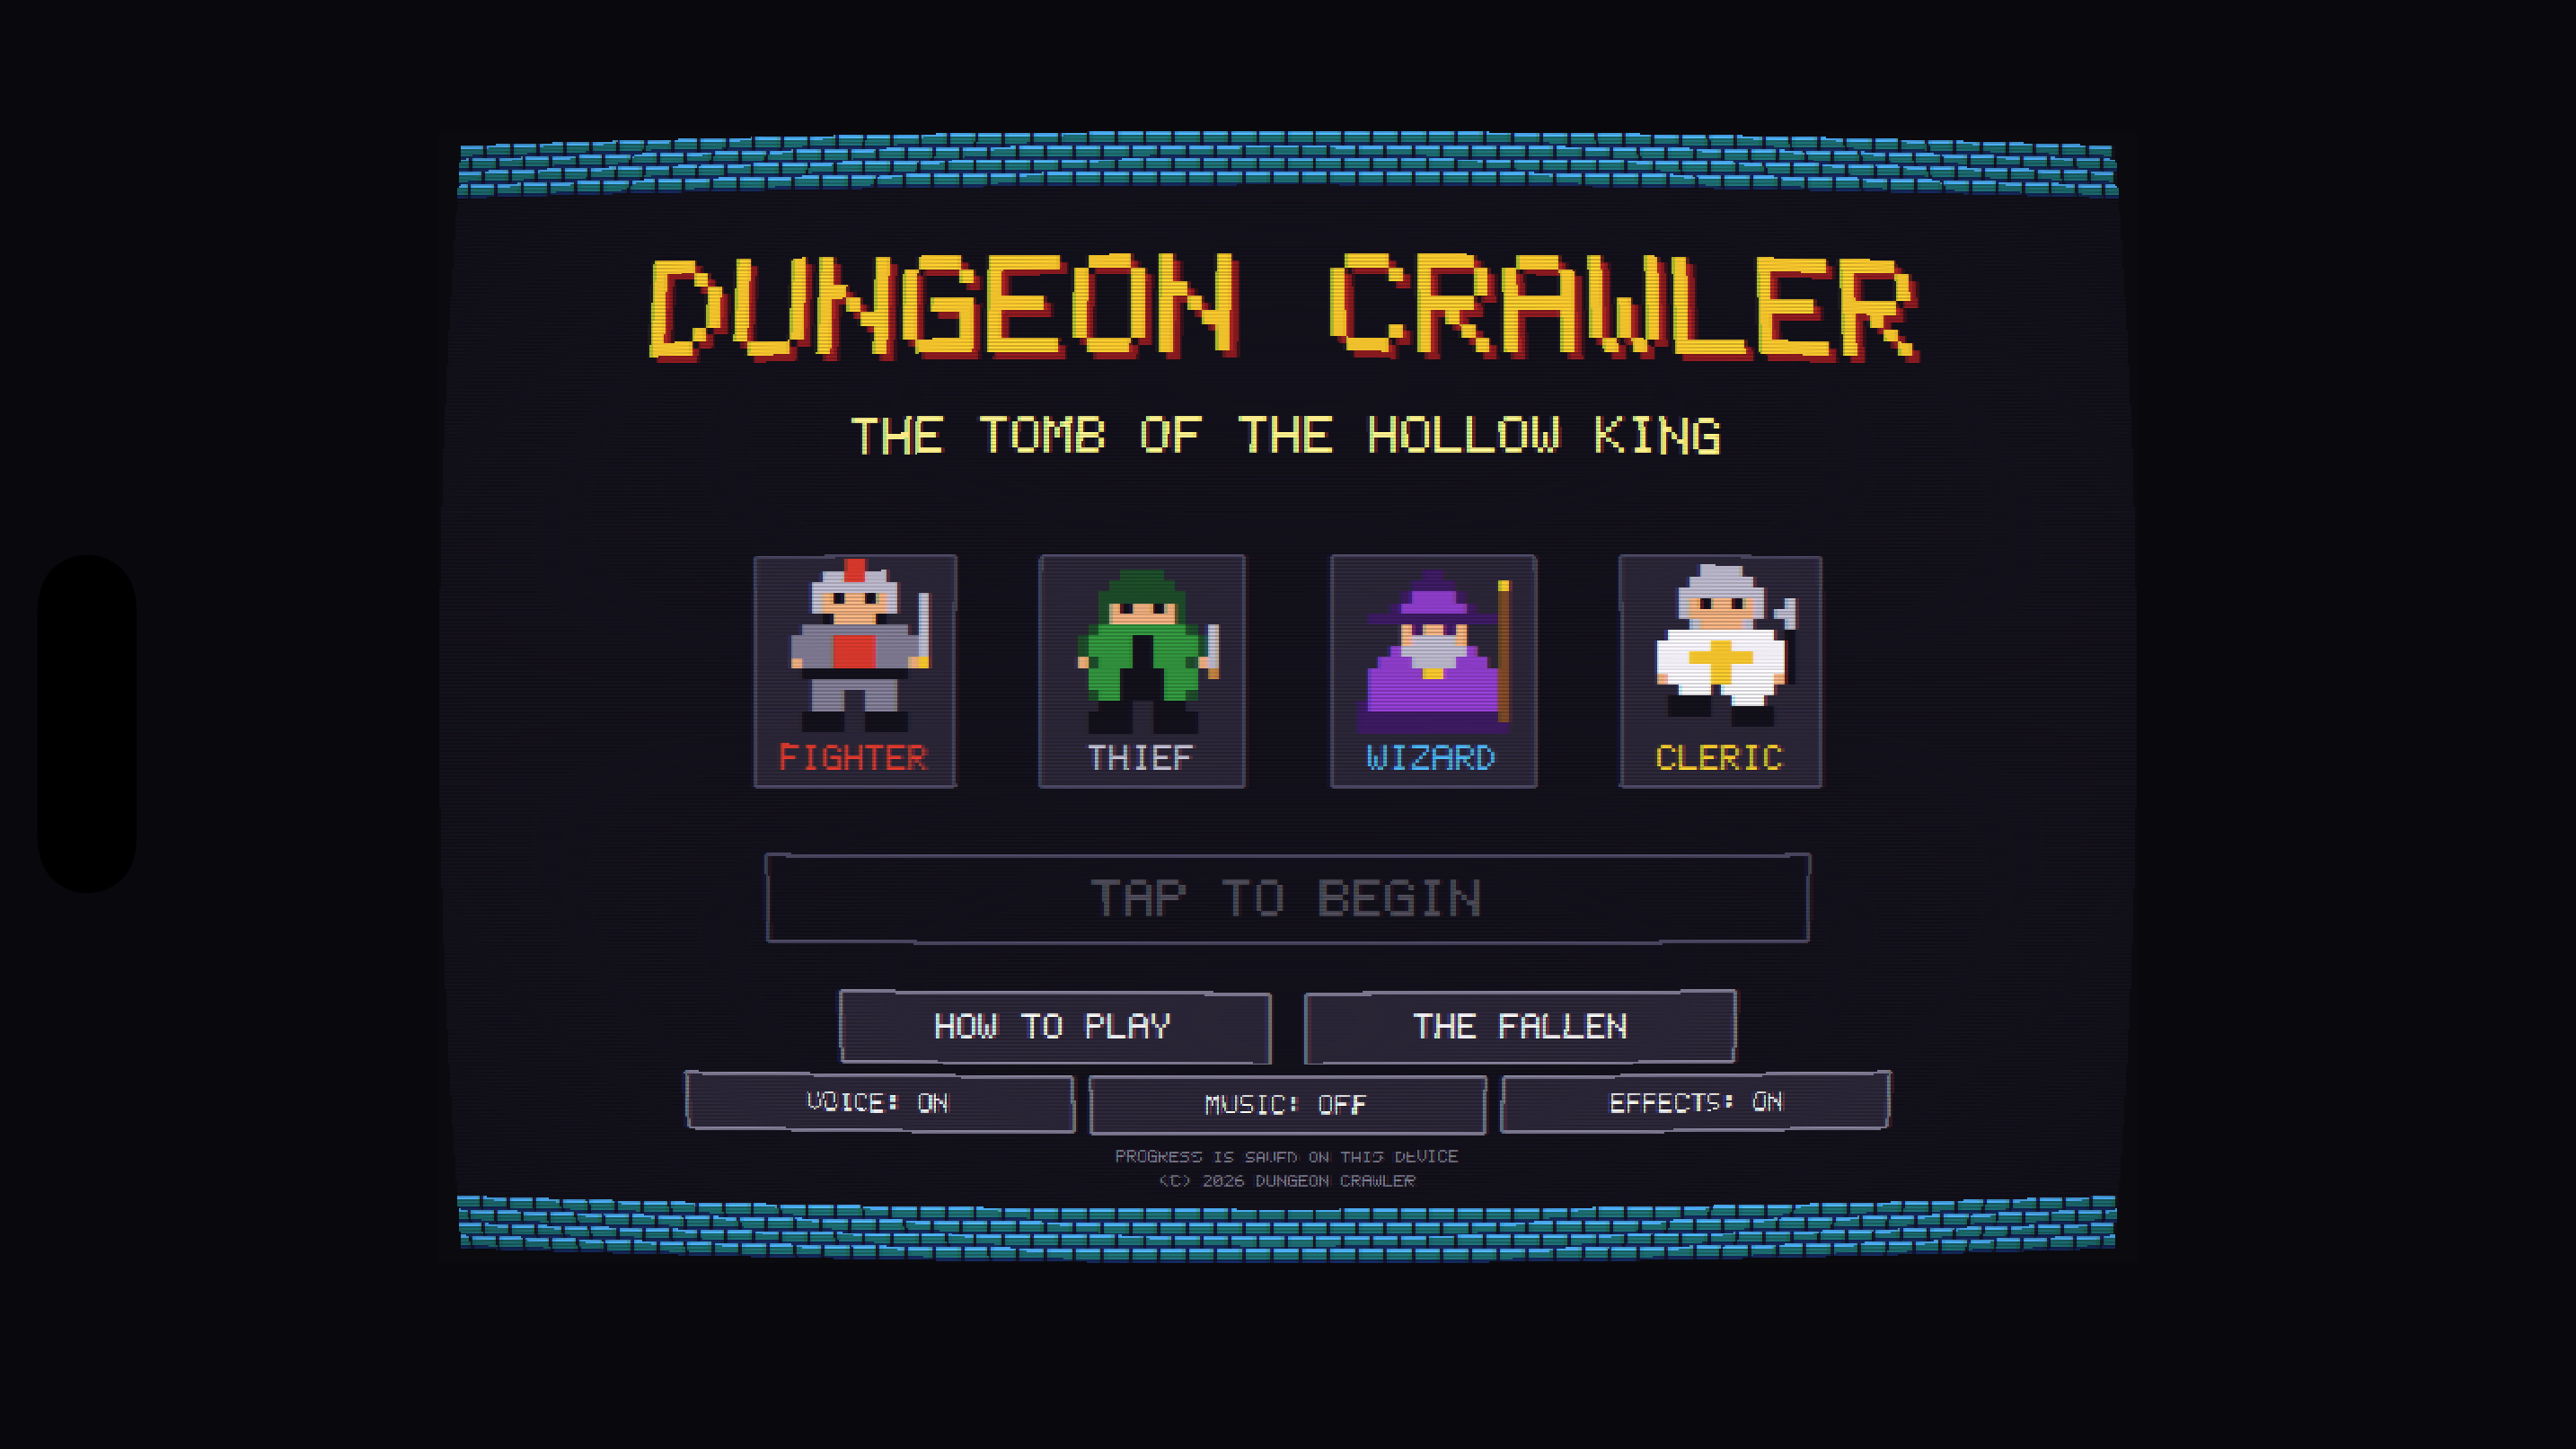 DUNGEON CRAWLER
THE TOMB OF THE HOLLOW KING
FIGHTER THIEF WIZARD CLERIC
TAP TO BEGIN
HOW TO PLAY THE FALLEN
VOICE: ON MUSIC: OFF EFFECTS: ON
PROGRESS IS SAVED ON THIS DEVICE
(C) 2026 DUNGEON CRAWLER